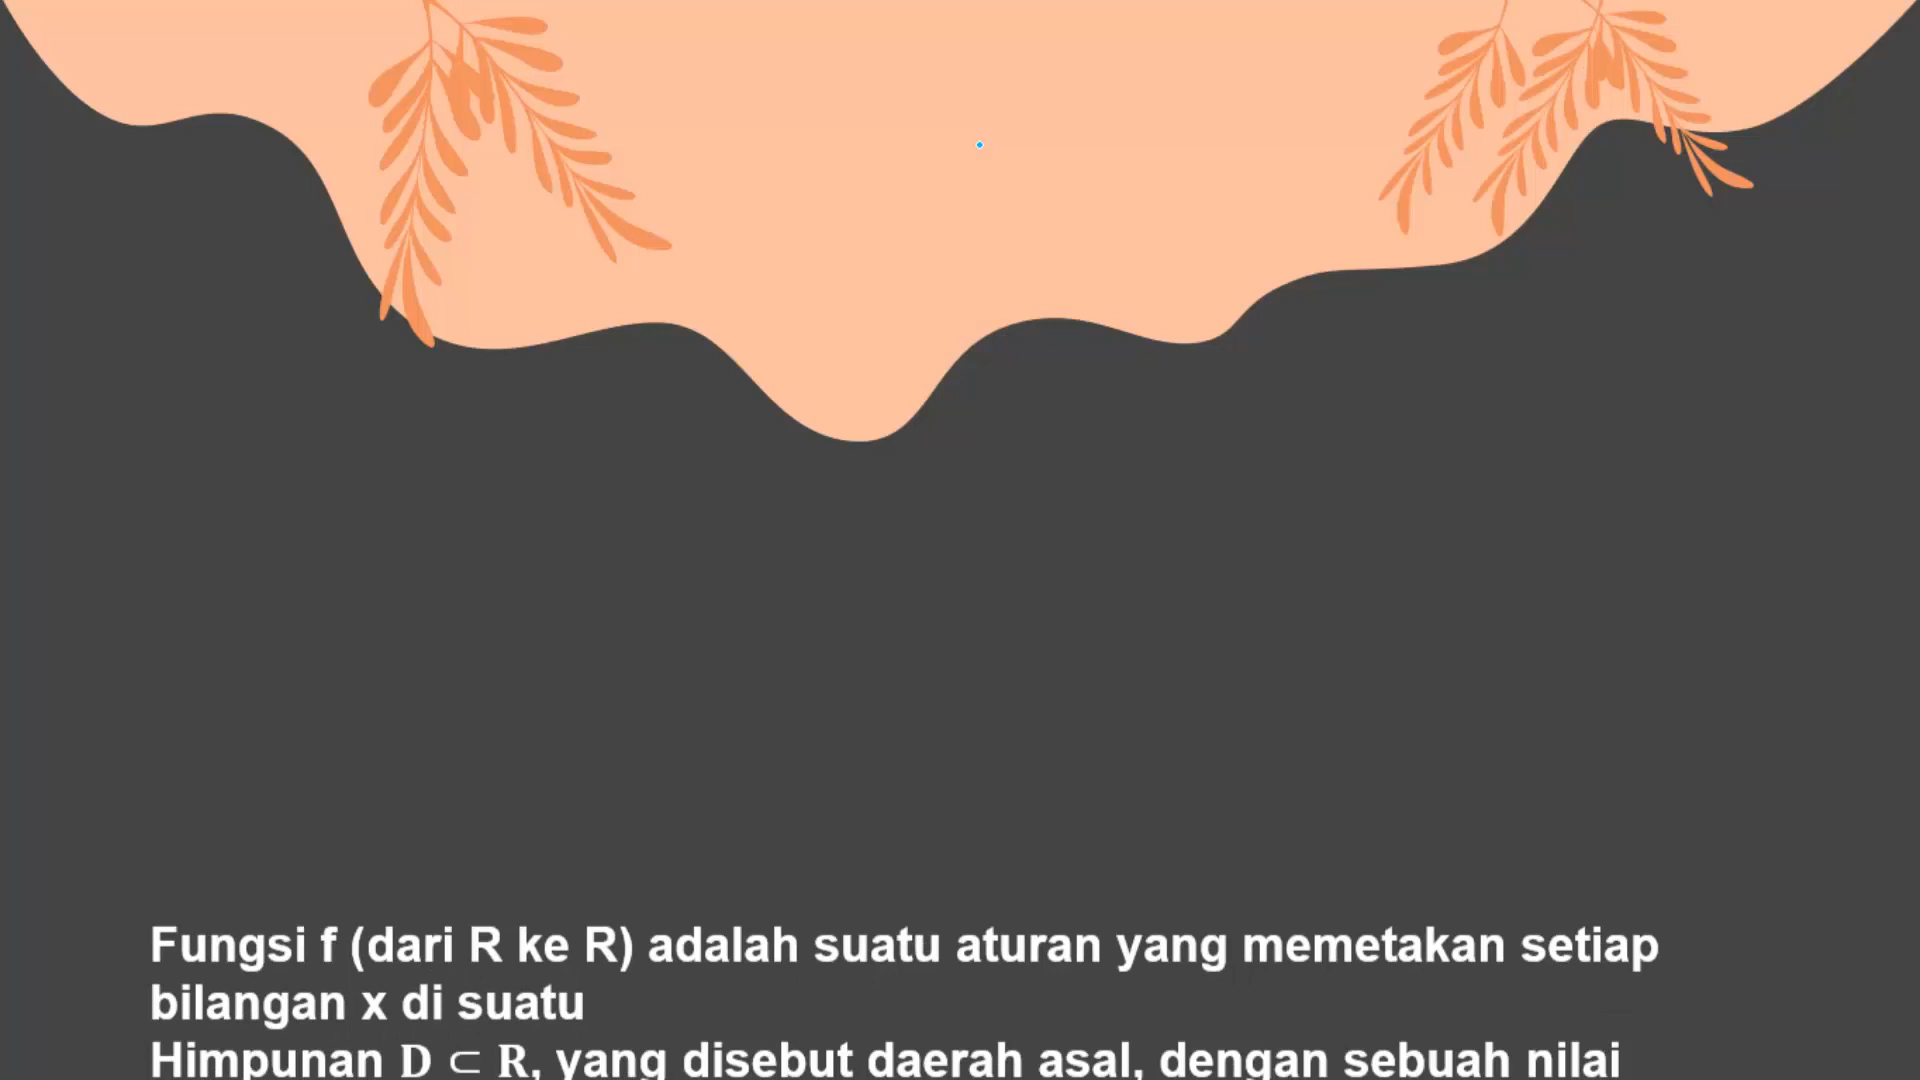 Fungsi f (dari R ke R) adalah suatu aturan yang memetakan setiap
bilangan x di suatu
Himpunan D ⊂ R, yang disebut daerah asal, dengan sebuah nilai